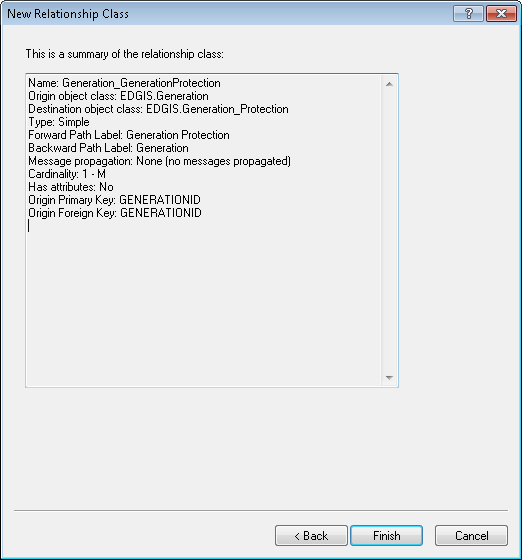 New Relationship Class
?
This is a summary of the relationship class:
Name: Generation_GenerationProtection
Origin object class: EDGIS.Generation
Destination object class: EDGIS.Generation_Protection
Type: Simple
Forward Path Label: Generation Protection
Backward Path Label: Generation
Message propagation: None (no messages propagated)
Cardinality: 1 - M
Has attributes: No
Origin Primary Key: GENERATIONID
Origin Foreign Key: GENERATIONID
< Back Finish Cancel